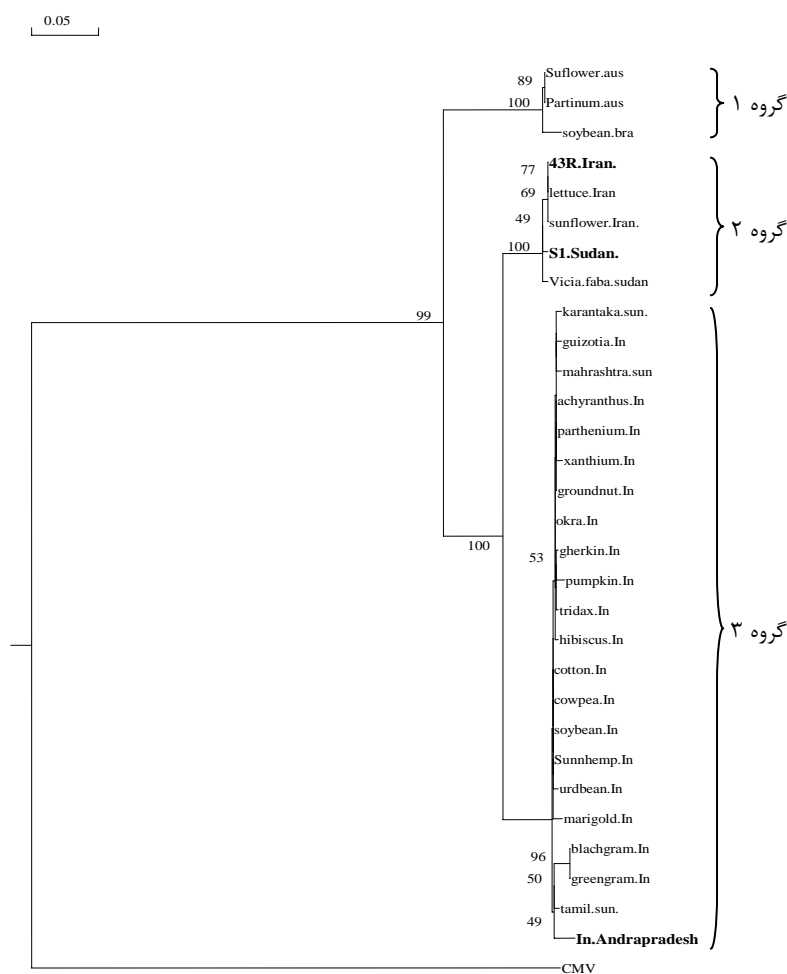 0.05
Suflower.aus
89
100
Partinum.aus
گروه ۱
soybean.bra
43R.Iran.
77
lettuce.Iran
69
sunflower.Iran.
49
گروه ۲
100
S1.Sudan.
Vicia.faba.sudan
karantaka.sun.
99
guizotia.In
mahrashtra.sun
achyranthus.In
parthenium.In
xanthium.In
groundnut.In
okra.In
100
gherkin.In
53
pumpkin.In
tridax.In
گروه ۳
hibiscus.In
cotton.In
cowpea.In
soybean.In
Sunnhemp.In
urdbean.In
marigold.In
blachgram.In
96
greengram.In
50
tamil.sun.
49
In.Andrapradesh
CMV